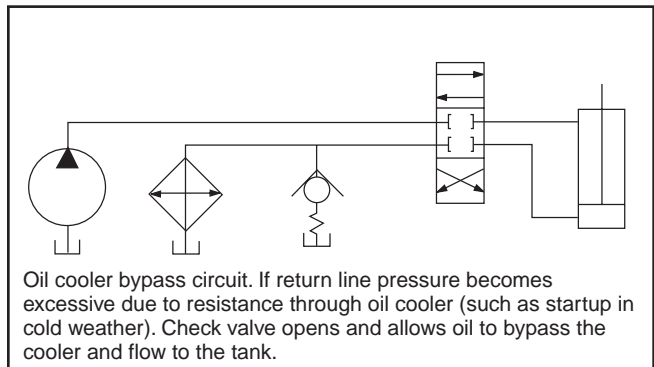 Oil cooler bypass circuit. If return line pressure becomes
excessive due to resistance through oil cooler (such as startup in
cold weather). Check valve opens and allows oil to bypass the
cooler and flow to the tank.